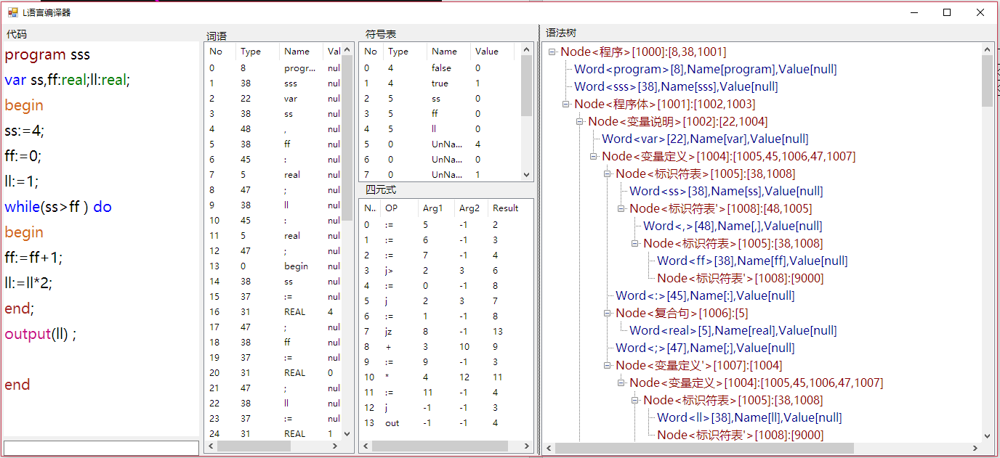 L语言编译器
代码
program sss
var ss,ff:real;ll:real;
begin
ss:=4;
ff:=0;
ll:=1;
while(ss>ff ) do
begin
ff:=ff+1;
ll:=ll*2;
end;
output(ll) ;
end
词语
No Type Name Val
0 8 progr... nul
1 38 sss nul
2 22 var nul
3 38 ss nul
4 48 , nul
5 38 ff nul
6 45 : nul
7 5 real nul
8 47 ; nul
9 38 ll nul
10 45 : nul
11 5 real nul
12 47 ; nul
13 0 begin nul
14 38 ss nul
15 37 := nul
16 31 REAL 4
17 47 ; nul
18 38 ff nul
19 37 := nul
20 31 REAL 0
21 47 ; nul
22 38 ll nul
23 37 := nul
24 31 REAL 1
符号表
No Type Name Value
0 4 false 0
1 4 true 1
2 5 ss 0
3 5 ff 0
4 5 ll 0
5 0 UnNa... 4
6 0 UnNa... 0
7 0 UnNa... 1
四元式
N.. OP Arg1 Arg2 Result
0 := 5 -1 2
1 := 6 -1 3
2 := 7 -1 4
3 j> 2 3 6
4 := 0 -1 8
5 j 2 3 7
6 := 1 -1 8
7 jz 8 -1 13
8 + 3 10 9
9 := 9 -1 3
10 * 4 12 11
11 := 11 -1 4
12 j -1 -1 3
13 out -1 -1 4
语法树
Node<程序>[1000]:[8,38,1001]
Word<program>[8],Name[program],Value[null]
Word<sss>[38],Name[sss],Value[null]
Node<程序体>[1001]:[1002,1003]
Node<变量说明>[1002]:[22,1004]
Word<var>[22],Name[var],Value[null]
Node<变量定义>[1004]:[1005,45,1006,47,1007]
Node<标识符表>[1005]:[38,1008]
Word<ss>[38],Name[ss],Value[null]
Node<标识符表'>[1008]:[48,1005]
Word<,>[48],Name[,],Value[null]
Node<标识符表>[1005]:[38,1008]
Word<ff>[38],Name[ff],Value[null]
Node<标识符表'>[1008]:[9000]
Word<:>[45],Name[:],Value[null]
Node<复合句>[1006]:[5]
Word<real>[5],Name[real],Value[null]
Word<;>[47],Name[;],Value[null]
Node<变量定义'>[1007]:[1004]
Node<变量定义>[1004]:[1005,45,1006,47,1007]
Node<标识符表>[1005]:[38,1008]
Word<ll>[38],Name[ll],Value[null]
Node<标识符表'>[1008]:[9000]